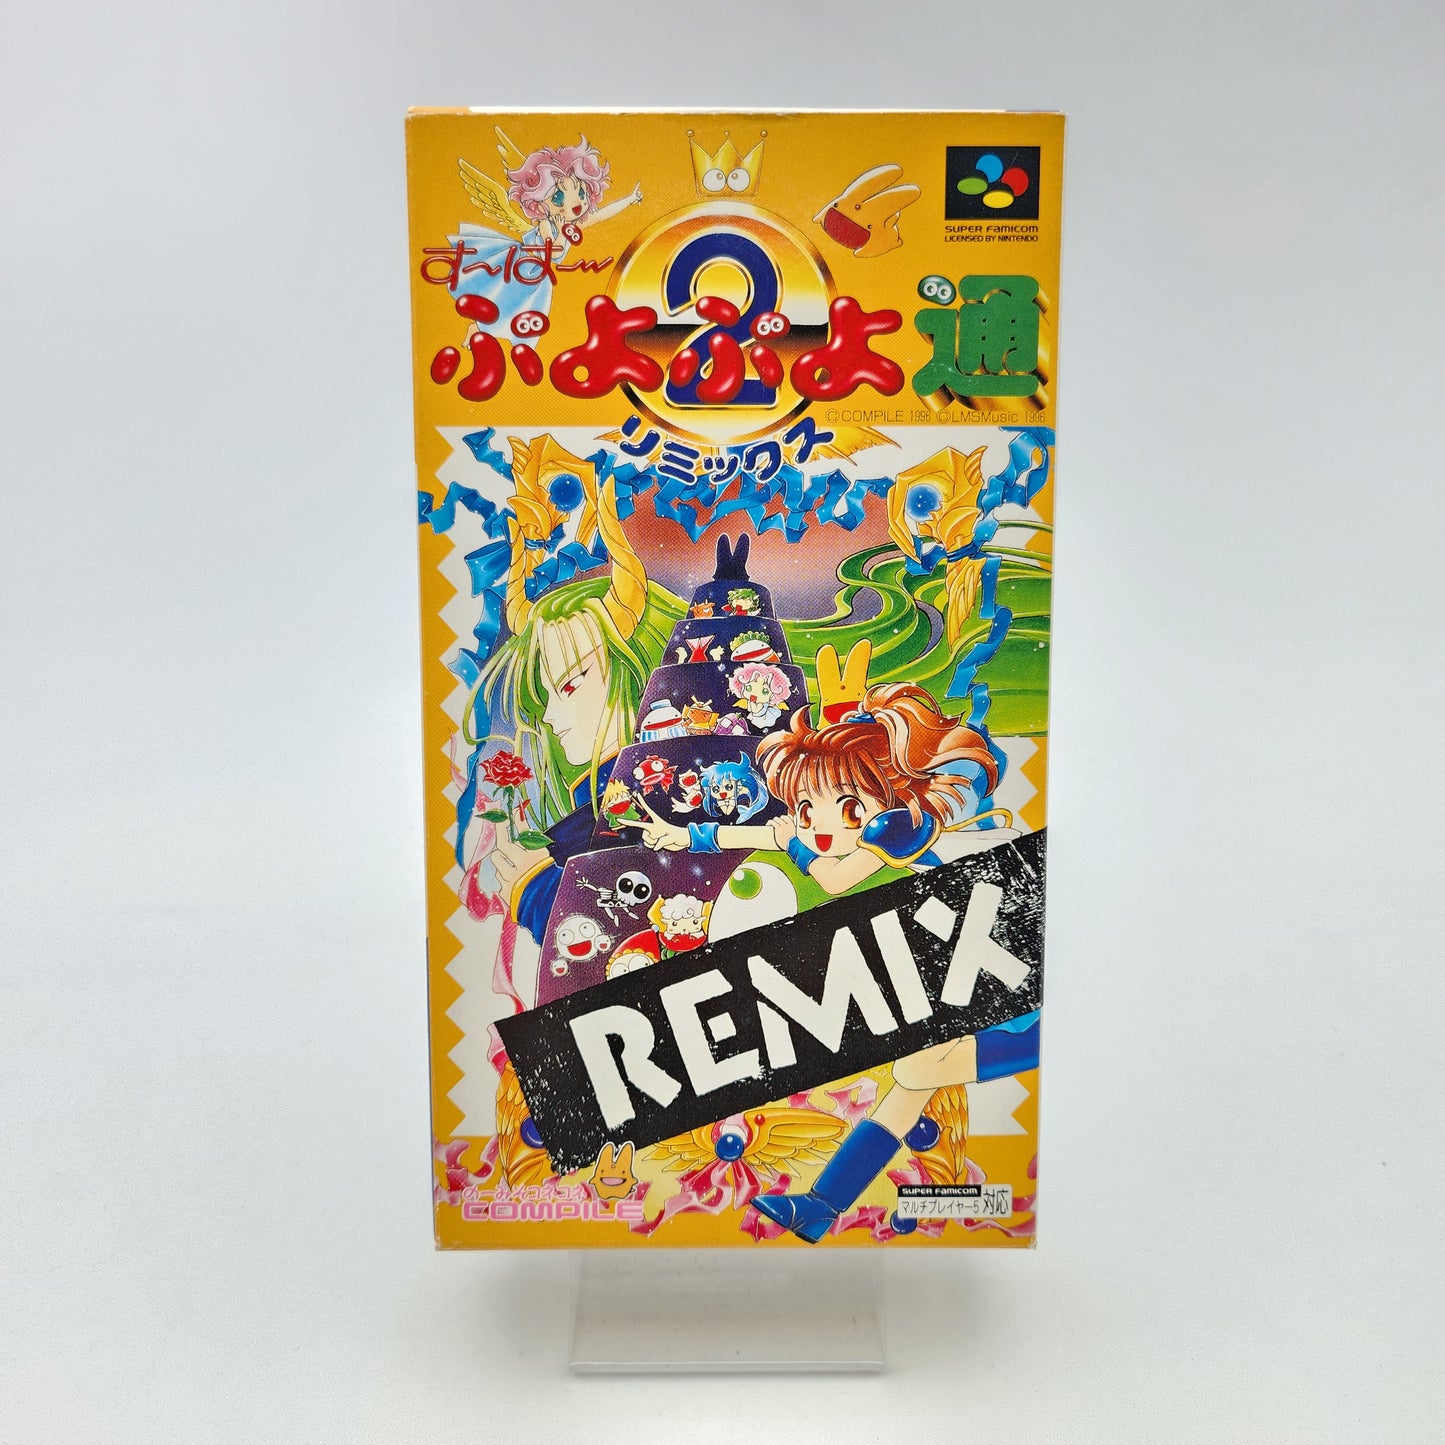 SUPER FAMICOM
LICENSED BY NINTENDO
す〜ぱ〜
ぷよぷよ通
2
©COMPILE 1996 ©LMSMusic 1996
リミックス
REMIX
COMPILE
SUPER FAMICOM
マルチプレイヤー5 対応